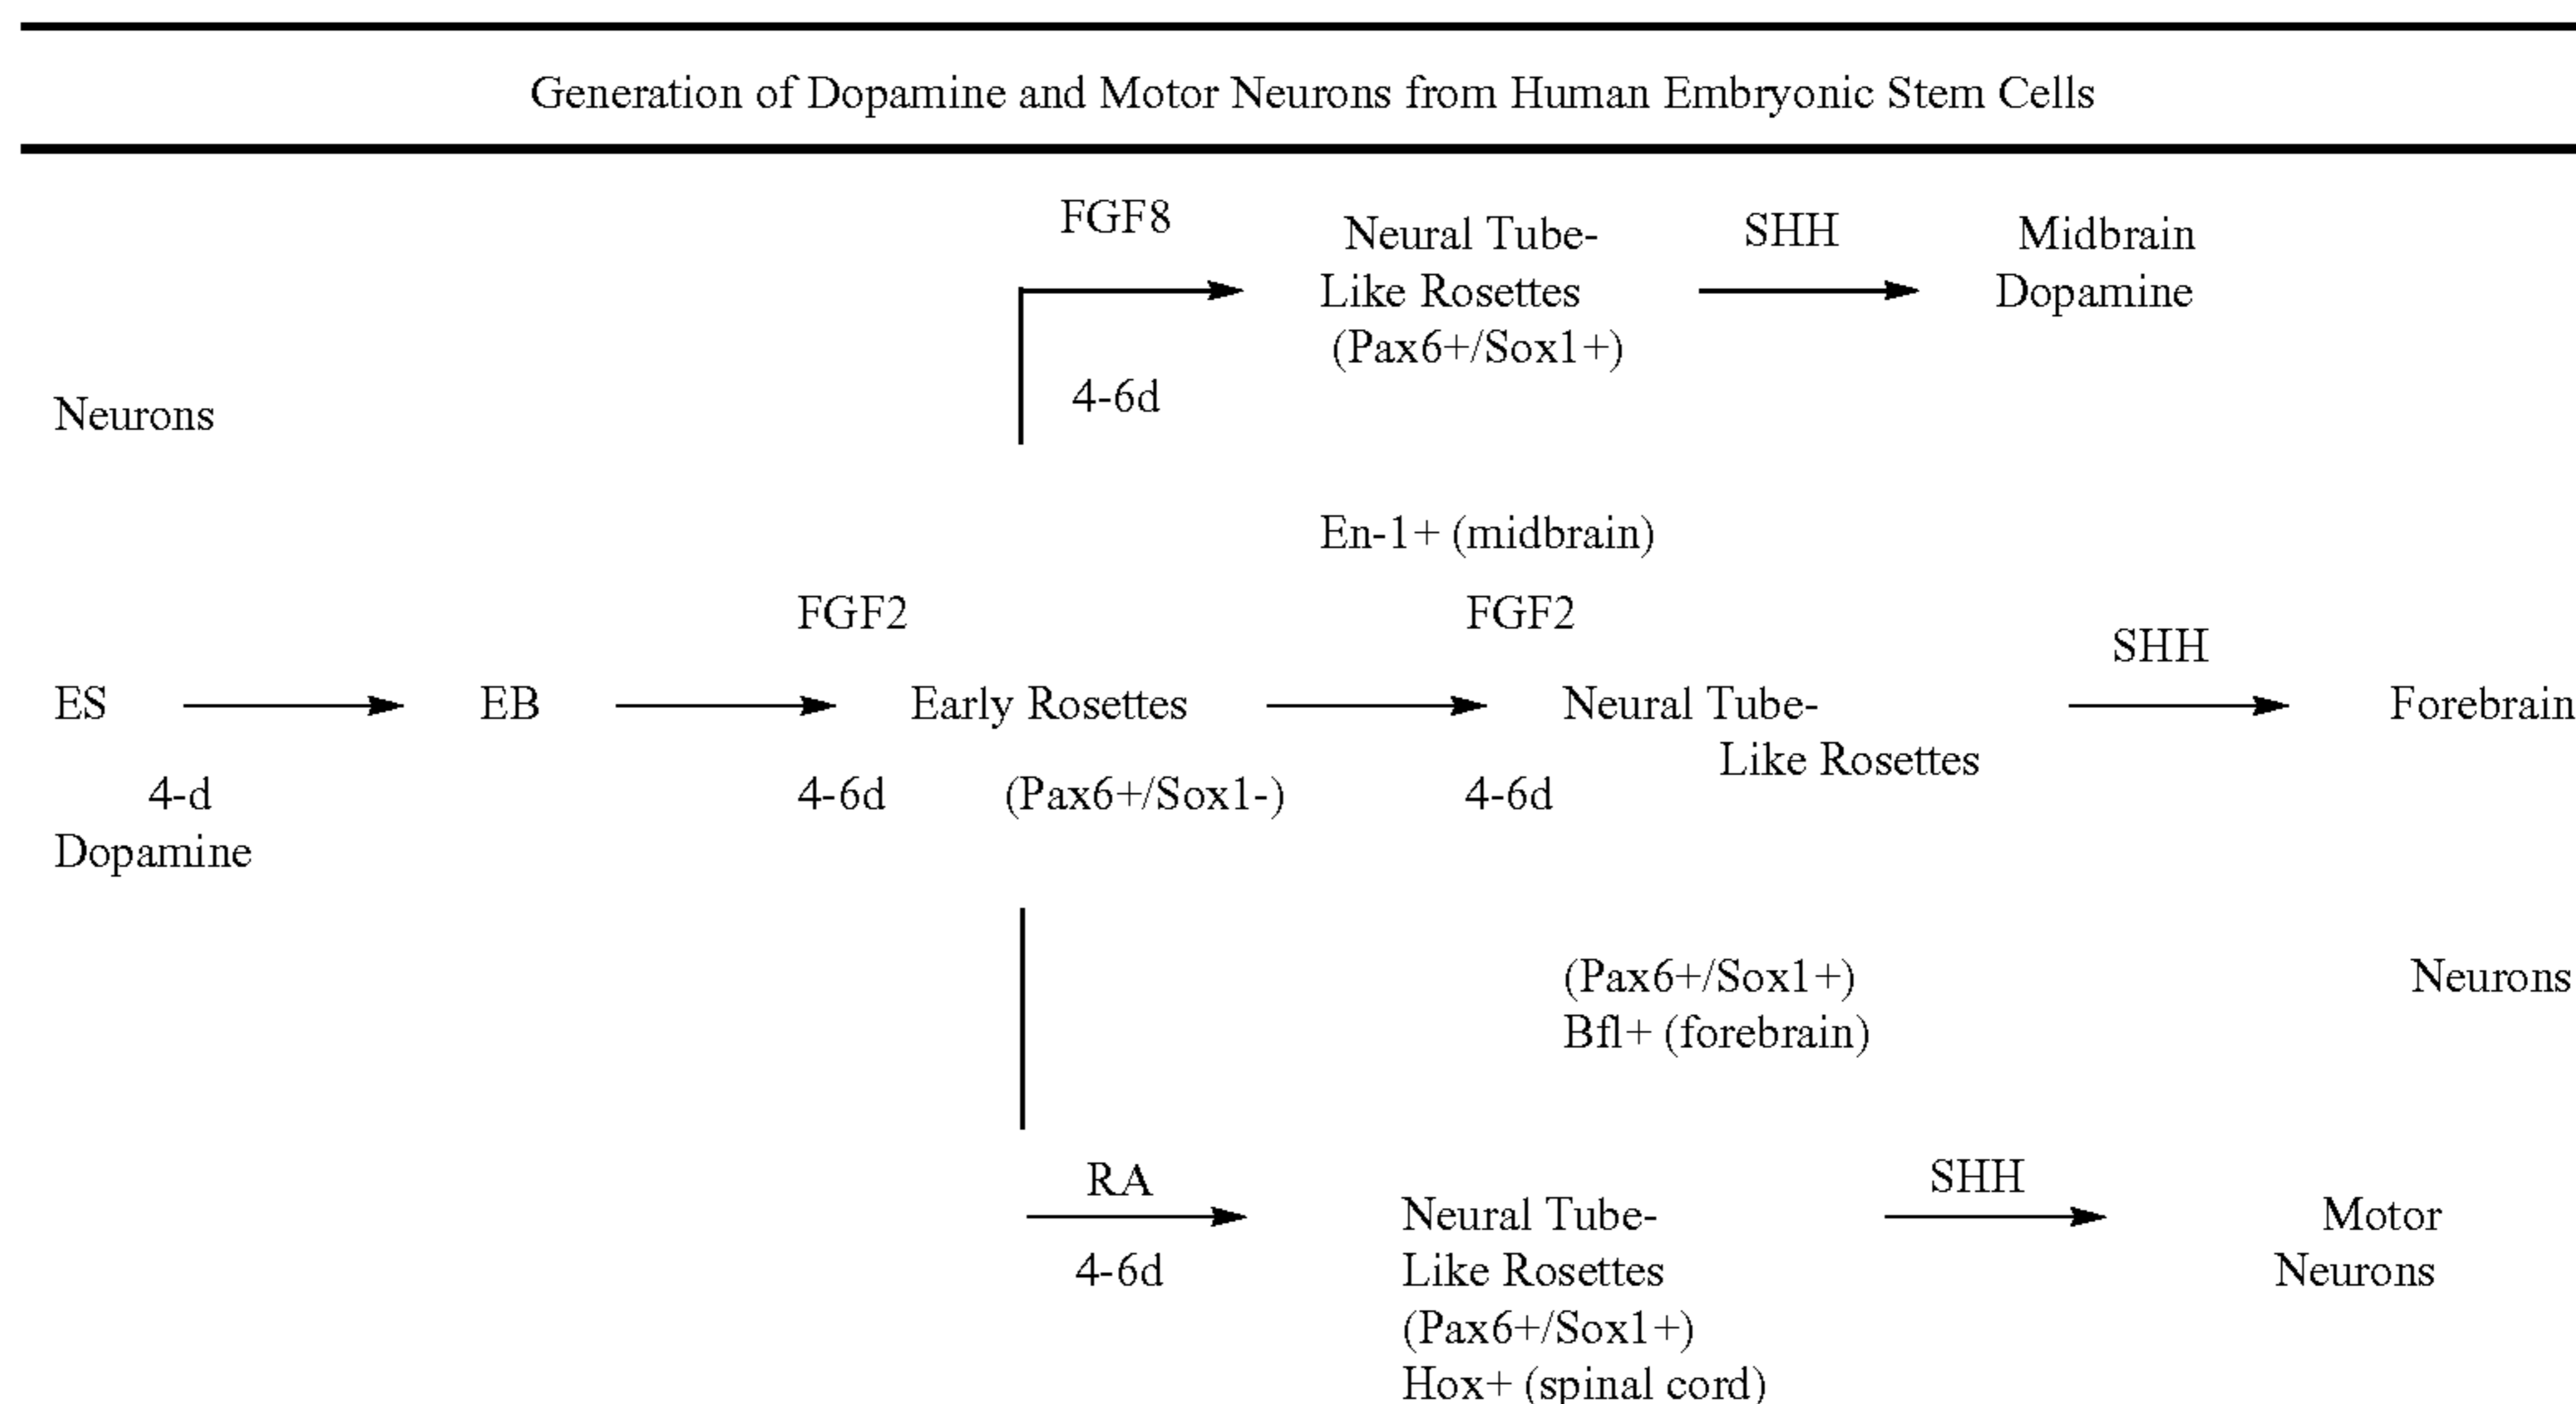 Generation of Dopamine and Motor Neurons from Human Embryonic Stem Cells
FGF8
Neural Tube- SHH Midbrain
Like Rosettes Dopamine
(Pax6+/Sox1+)
4-6d
Neurons
En-1+ (midbrain)
FGF2 FGF2
SHH
ES EB Early Rosettes Neural Tube- Forebrain
Like Rosettes
4-d 4-6d (Pax6+/Sox1-) 4-6d
Dopamine
(Pax6+/Sox1+) Neurons
Bfl+ (forebrain)
RA SHH
Neural Tube- Motor
4-6d Like Rosettes Neurons
(Pax6+/Sox1+)
Hox+ (spinal cord)